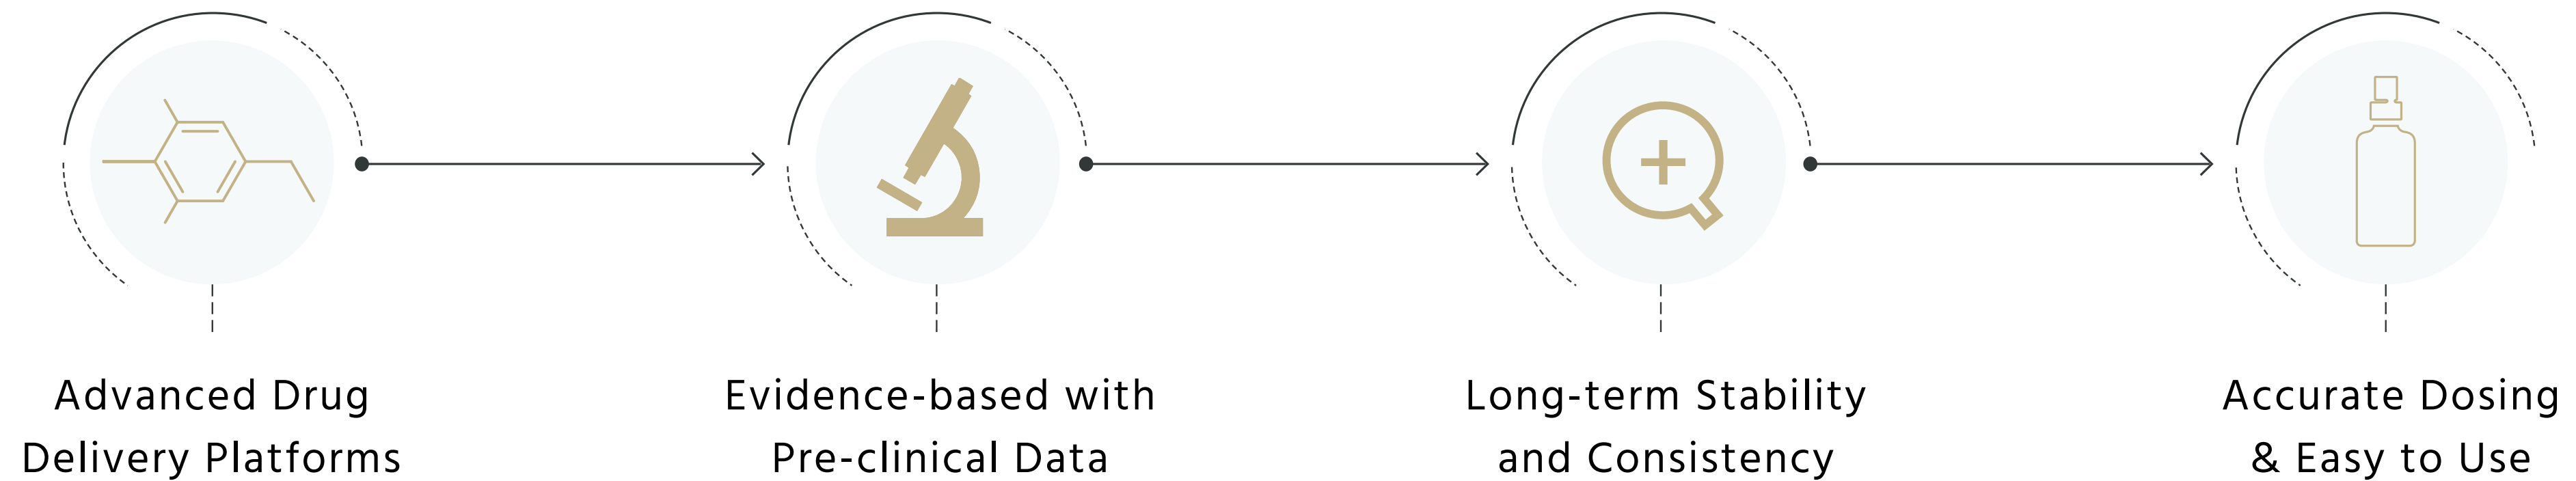 Advanced Drug
Delivery Platforms
Evidence-based with
Pre-clinical Data
Long-term Stability
and Consistency
Accurate Dosing
& Easy to Use